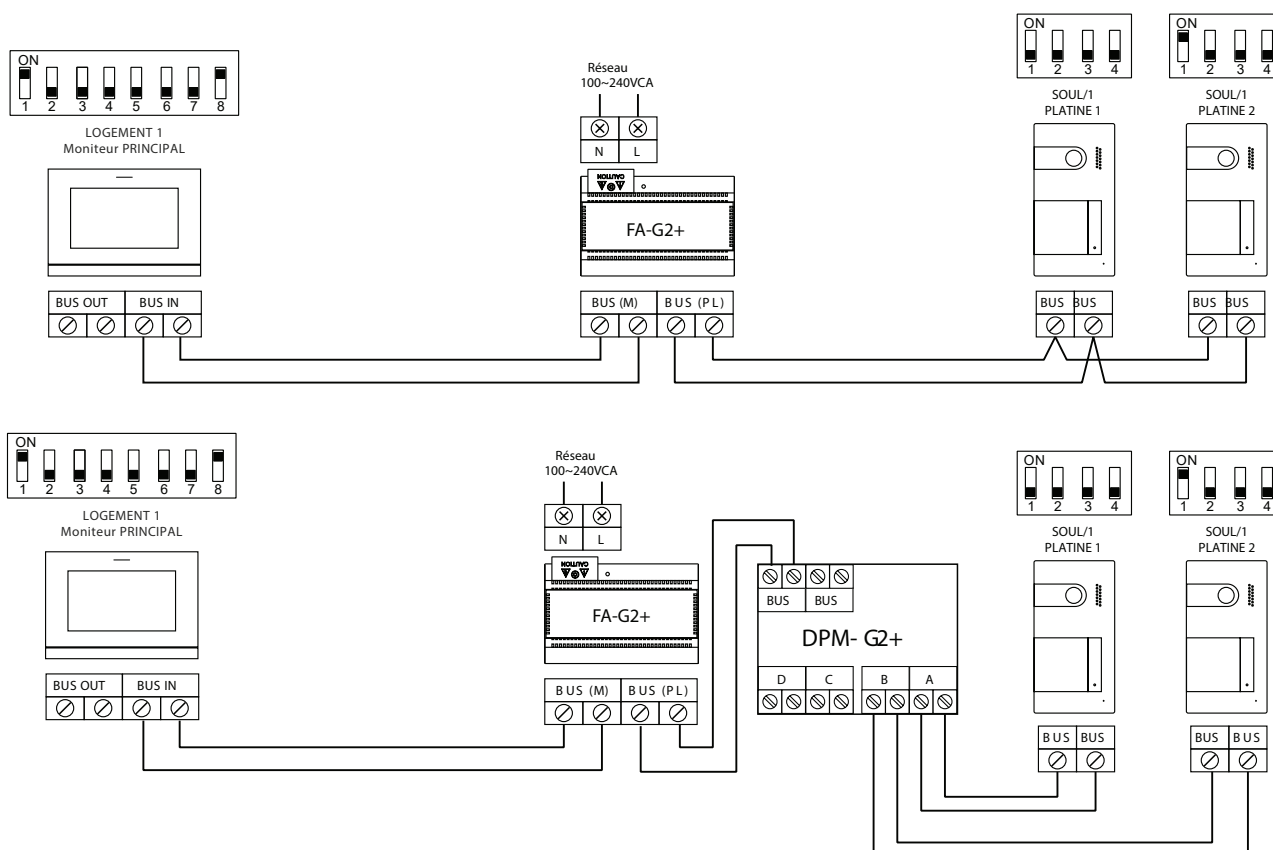 ON
1 2 3 4 5 6 7 8
LOGEMENT 1
Moniteur PRINCIPAL
BUS OUT BUS IN
Réseau
100~240VCA
N L
CAUTION
FA-G2+
BUS (M) BUS (PL)
ON
1 2 3 4
SOUL/1
PLATINE 1
BUS BUS
ON
1 2 3 4
SOUL/1
PLATINE 2
BUS BUS
ON
1 2 3 4 5 6 7 8
LOGEMENT 1
Moniteur PRINCIPAL
BUS OUT BUS IN
Réseau
100~240VCA
N L
CAUTION
FA-G2+
BUS (M) BUS (PL)
BUS BUS
DPM- G2+
D C B A
ON
1 2 3 4
SOUL/1
PLATINE 1
BUS BUS
ON
1 2 3 4
SOUL/1
PLATINE 2
BUS BUS